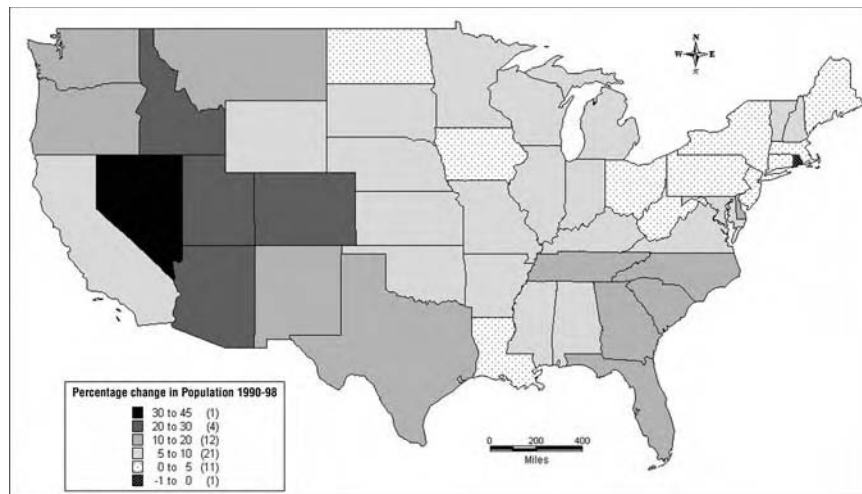 N
W E
S
Percentage change in Population 1990-98
30 to 45 (1)
20 to 30 (4)
10 to 20 (12)
5 to 10 (21)
0 to 5 (11)
-1 to 0 (1)
0 200 400
Miles